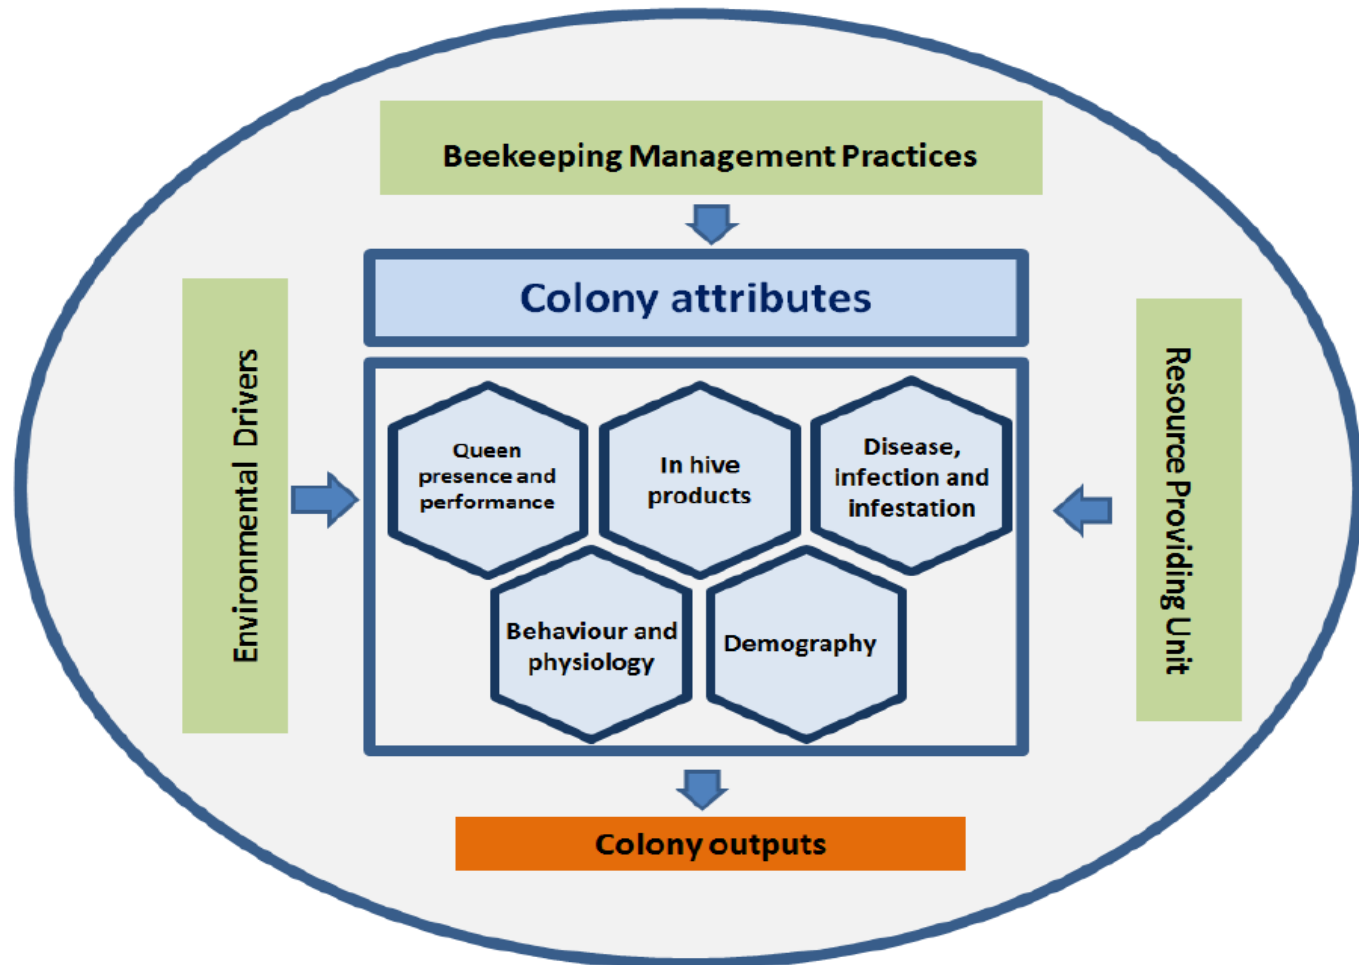 Beekeeping Management Practices
Colony attributes
Environmental Drivers
Queen
presence and
performance
In hive
products
Disease,
infection and
infestation
Behaviour and
physiology
Demography
Resource Providing Unit
Colony outputs